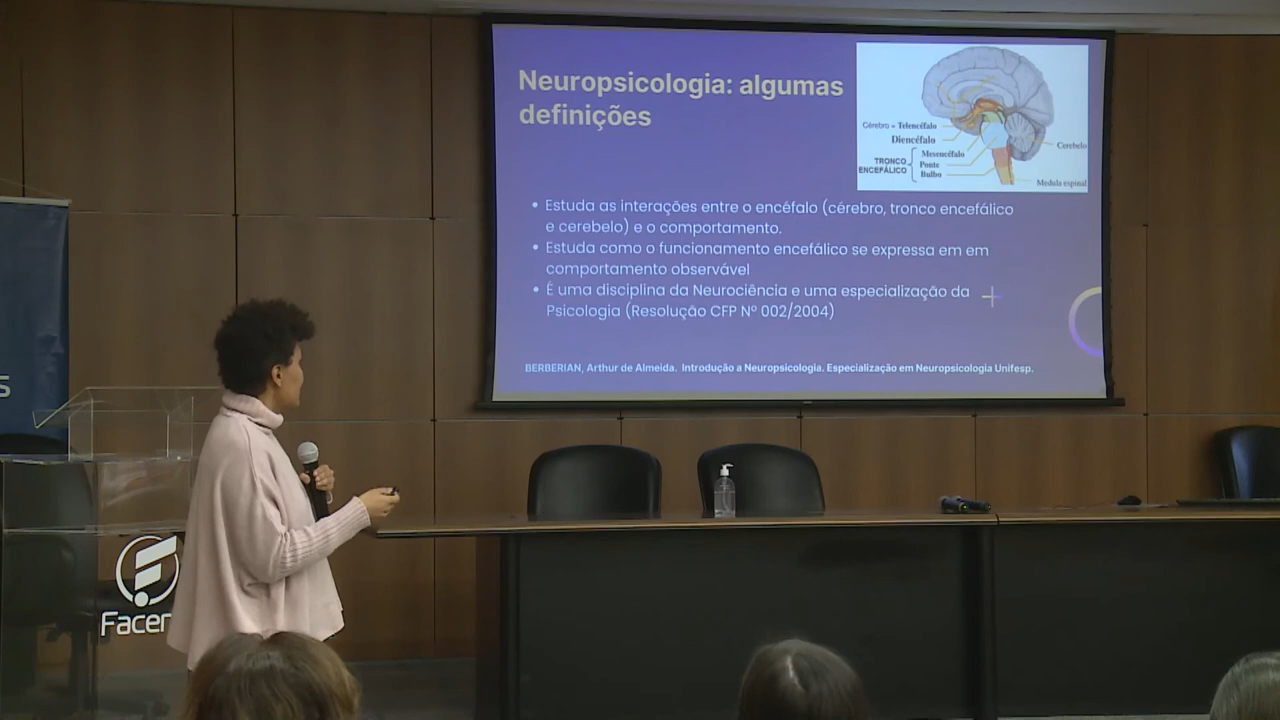 Neuropsicologia: algumas
definições
Cérebro = Telencéfalo
Diencéfalo
Mesencéfalo
TRONCO
ENCEFÁLICO
Ponte
Bulbo
Cerebelo
Medula espinal
• Estuda as interações entre o encéfalo (cérebro, tronco encefálico
e cerebelo) e o comportamento.
• Estuda como o funcionamento encefálico se expressa em em
comportamento observável
• É uma disciplina da Neurociência e uma especialização da
Psicologia (Resolução CFP Nº 002/2004)
BERBERIAN, Arthur de Almeida. Introdução a Neuropsicologia. Especialização em Neuropsicologia Unifesp.
s
Facen